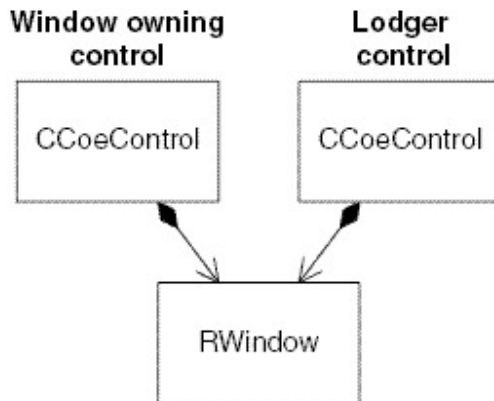 Window owning
control
Lodger
control
CCoeControl
CCoeControl
RWindow